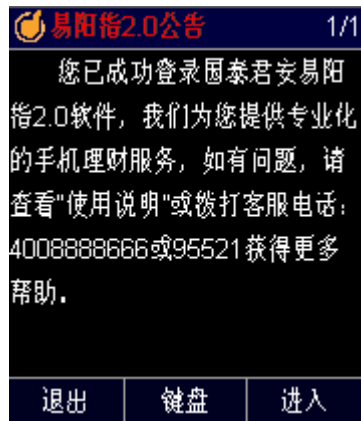 易阳指2.0公告 1/1
您已成功登录国泰君安易阳
指2.0软件，我们为您提供专业化
的手机理财服务，如有问题，请
查看"使用说明"或拨打客服电话：
4008888666或95521获得更多
帮助。
退出 键盘 进入